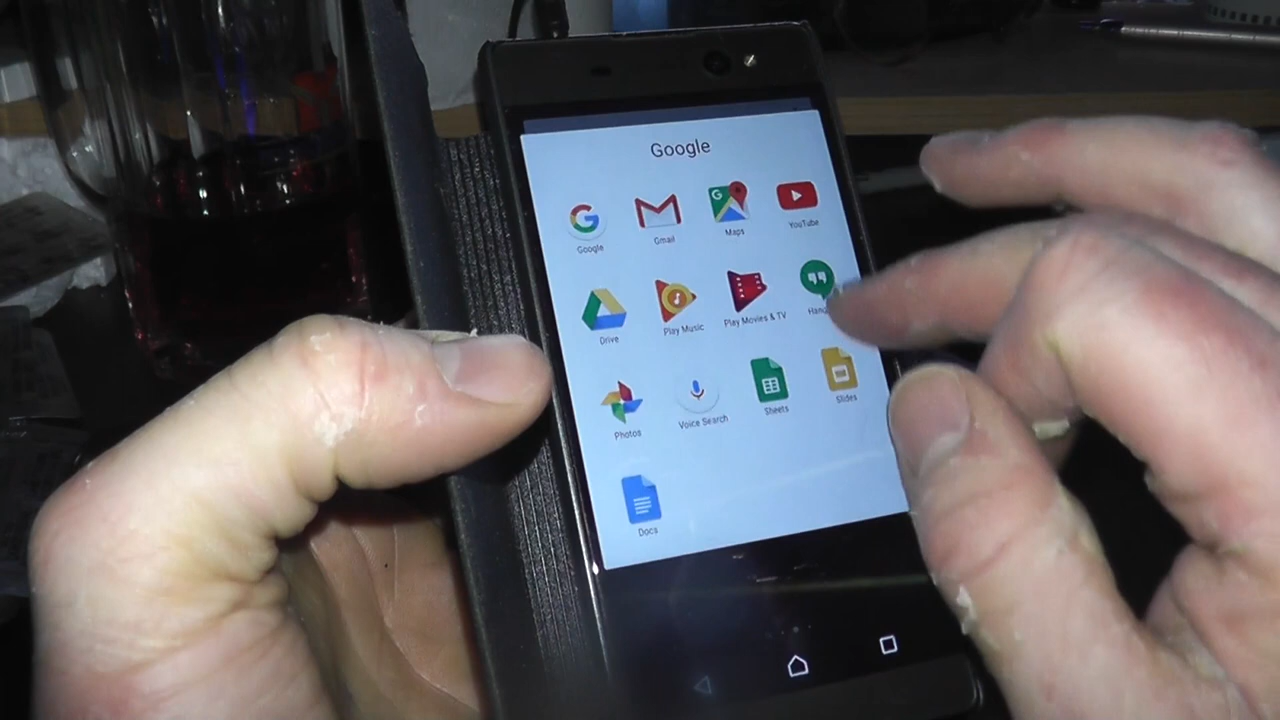 Google
Google
Gmail
Maps
YouTube
Drive
Play Music
Play Movies & TV
Photos
Voice Search
Sheets
Slides
Docs